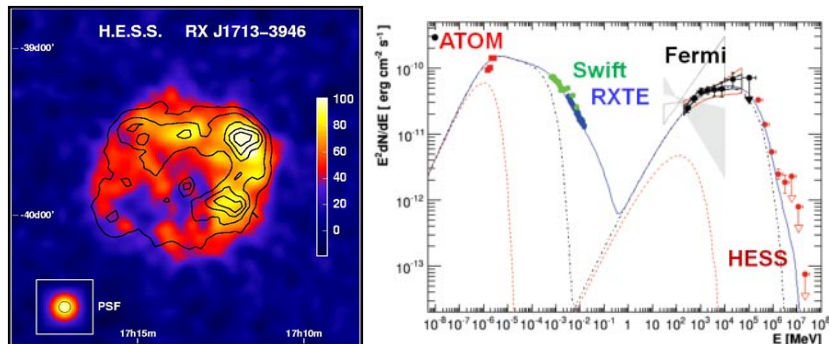 H.E.S.S. RX J1713-3946
-39d00'
-40d00'
100
80
60
40
20
0
PSF
17h15m
17h10m
E²dN/dE [ erg cm⁻² s⁻¹ ]
10⁻¹⁰
10⁻¹¹
10⁻¹²
10⁻¹³
ATOM
Swift
RXTE
Fermi
HESS
10⁻⁸ 10⁻⁷ 10⁻⁶ 10⁻⁵ 10⁻⁴ 10⁻³ 10⁻² 10⁻¹ 1 10 10² 10³ 10⁴ 10⁵ 10⁶ 10⁷ 10⁸
E [MeV]